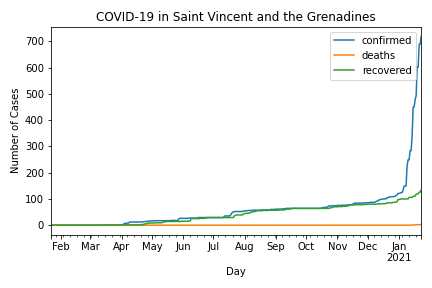 COVID-19 in Saint Vincent and the Grenadines
confirmed
deaths
recovered
700
600
500
400
300
200
100
0
Number of Cases
Feb Mar Apr May Jun Jul Aug Sep Oct Nov Dec Jan
2021
Day